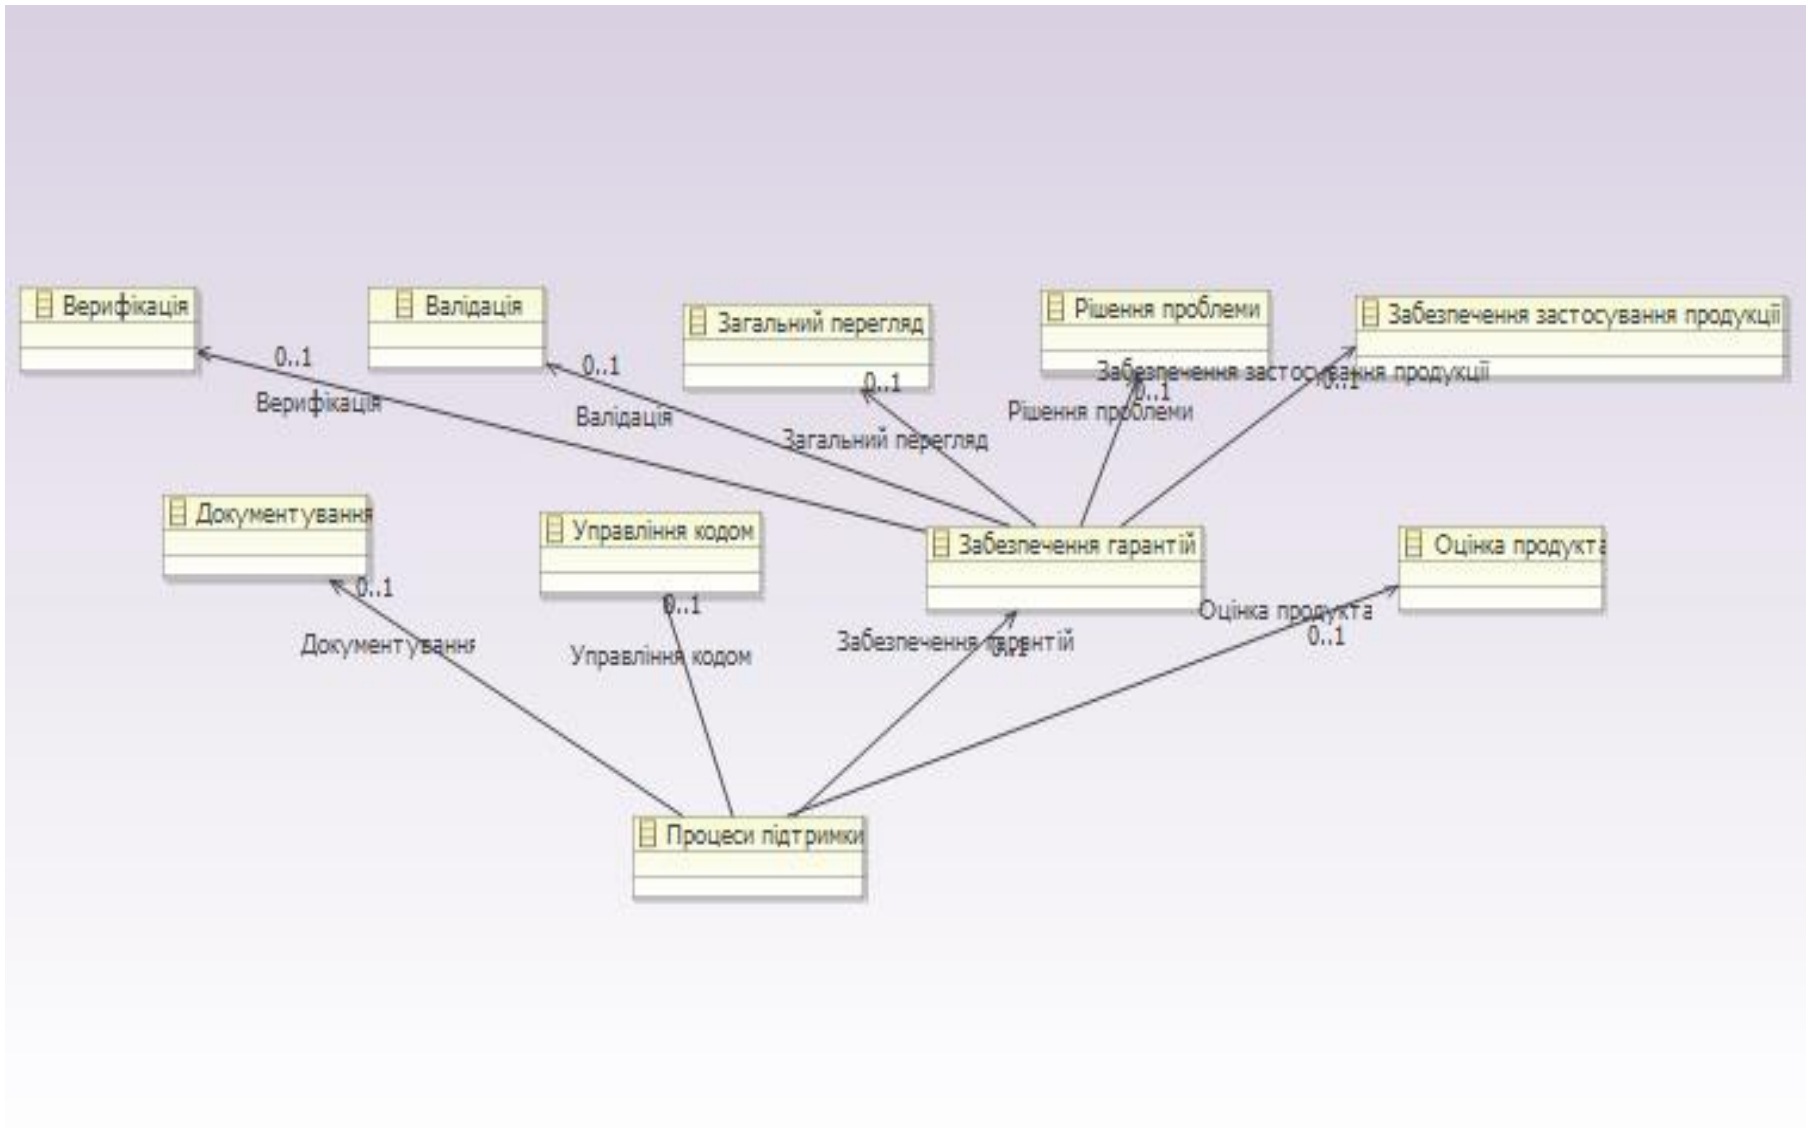 Верифікація
Валідація
Загальний перегляд
Рішення проблеми
Забезпечення застосування продукції
0..1
0..1
0..1
0..1
0..1
Забезпечення застосування продукції
Верифікація
Валідація
Загальний перегляд
Рішення проблеми
Документування
Управління кодом
Забезпечення гарантій
Оцінка продукта
0..1
0..1
0..1
0..1
Документування
Управління кодом
Забезпечення гарантій
Оцінка продукта
Процеси підтримки